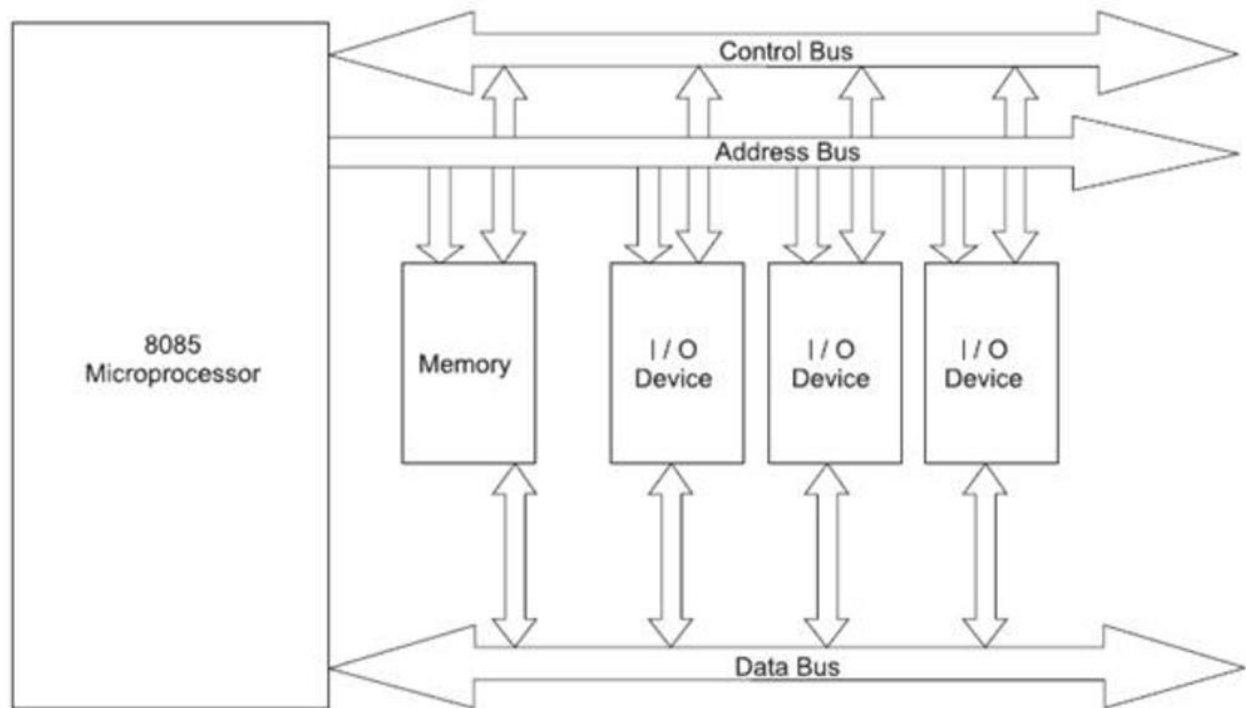 Control Bus
Address Bus
8085
Microprocessor
Memory
I / O
Device
I / O
Device
I / O
Device
Data Bus